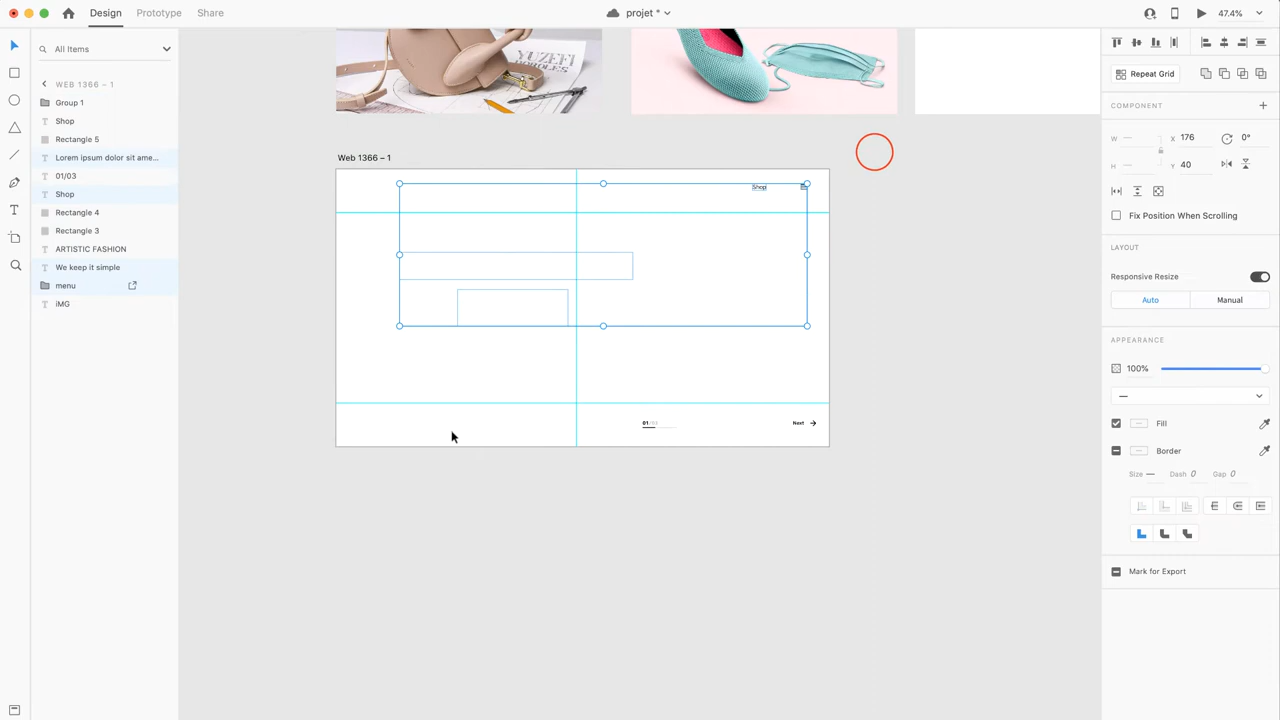 Design
Prototype
Share
projet *
47.4%
All Items
WEB 1366 – 1
Group 1
Shop
Rectangle 5
Lorem ipsum dolor sit ame...
01/03
Shop
Rectangle 4
Rectangle 3
ARTISTIC FASHION
We keep it simple
menu
iMG
YUZEFI
Web 1366 – 1
Shop
01/03
Next
Repeat Grid
COMPONENT
W — X 176 0°
H — Y 40
Fix Position When Scrolling
LAYOUT
Responsive Resize
Auto Manual
APPEARANCE
100%
—
Fill
Border
Size — Dash 0 Gap 0
Mark for Export